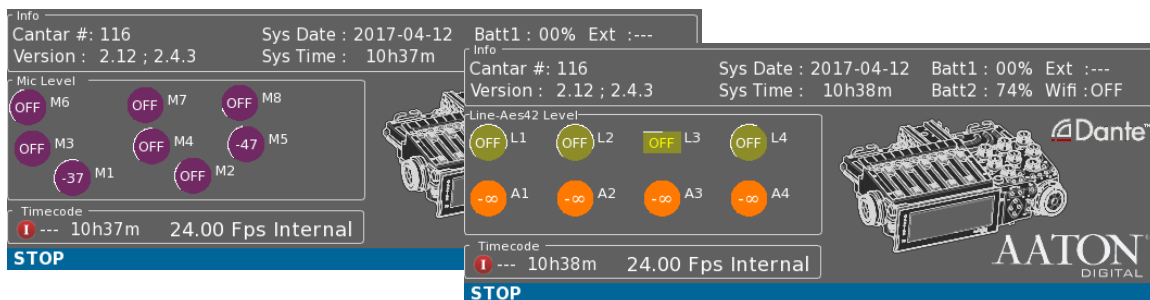 Info
Cantar #: 116 Sys Date : 2017-04-12 Batt1 : 00% Ext :---
Version : 2.12 ; 2.4.3 Sys Time : 10h37m
Mic Level
OFF M6 OFF M7 OFF M8
OFF M3 OFF M4 -47 M5
-37 M1 OFF M2
Timecode
I --- 10h37m 24.00 Fps Internal
STOP
Info
Cantar #: 116 Sys Date : 2017-04-12 Batt1 : 00% Ext :---
Version : 2.12 ; 2.4.3 Sys Time : 10h38m Batt2 : 74% Wifi :OFF
Line-Aes42 Level
OFF L1 OFF L2 OFF L3 OFF L4
-∞ A1 -∞ A2 -∞ A3 -∞ A4
Dante™
Timecode
I --- 10h38m 24.00 Fps Internal
AATON
DIGITAL
STOP